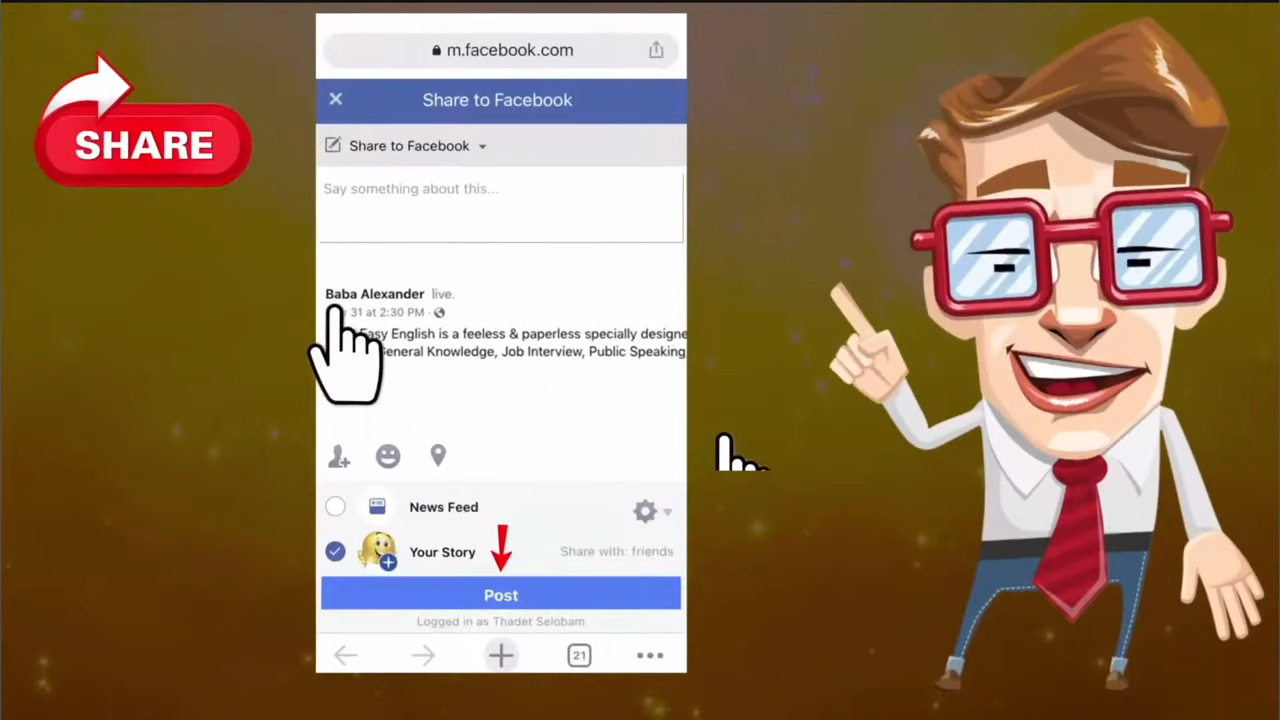 SHARE
m.facebook.com
Share to Facebook
Share to Facebook
Say something about this...
Baba Alexander live.
31 at 2:30 PM ·
Easy English is a feeless & paperless specially designe
General Knowledge, Job Interview, Public Speaking,
News Feed
Your Story
Share with: friends
Post
Logged in as Thadet Selobam
21